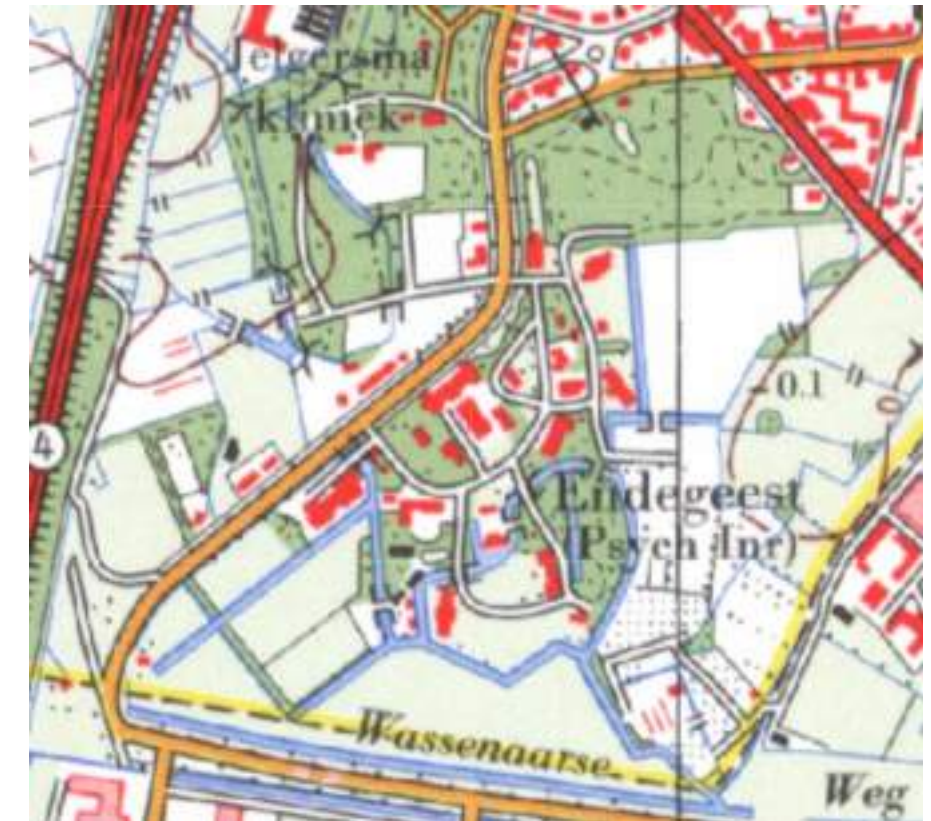 Jelgersma
kliniek
4
-0.1
Endegeest
(Psych Inr)
Wassenaarse
Weg